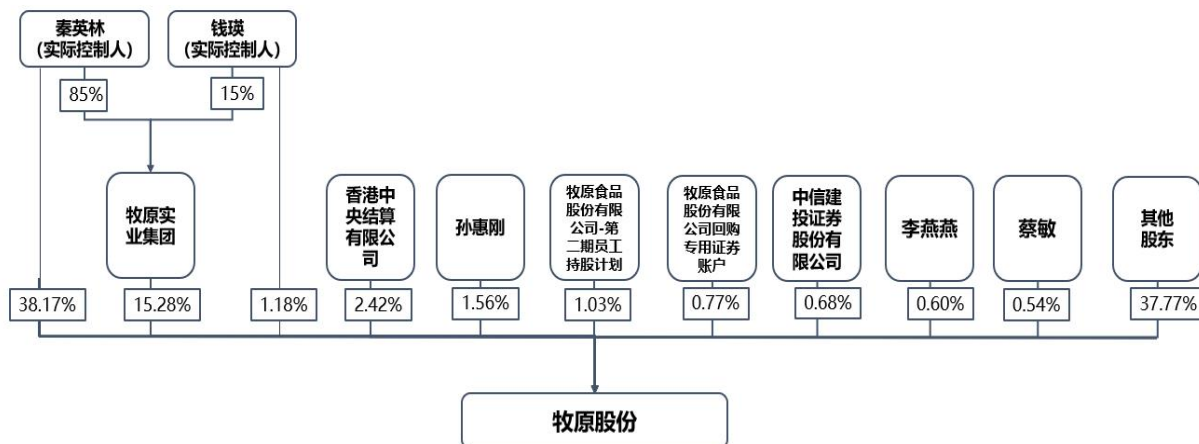 秦英林
(实际控制人)
钱瑛
(实际控制人)
85%
15%
牧原实
业集团
香港中
央结算
有限公
司
孙惠刚
牧原食品
股份有限
公司-第
二期员工
持股计划
牧原食品
股份有限
公司回购
专用证券
账户
中信建
投证券
股份有
限公司
李燕燕
蔡敏
其他
股东
38.17%
15.28%
1.18%
2.42%
1.56%
1.03%
0.77%
0.68%
0.60%
0.54%
37.77%
牧原股份